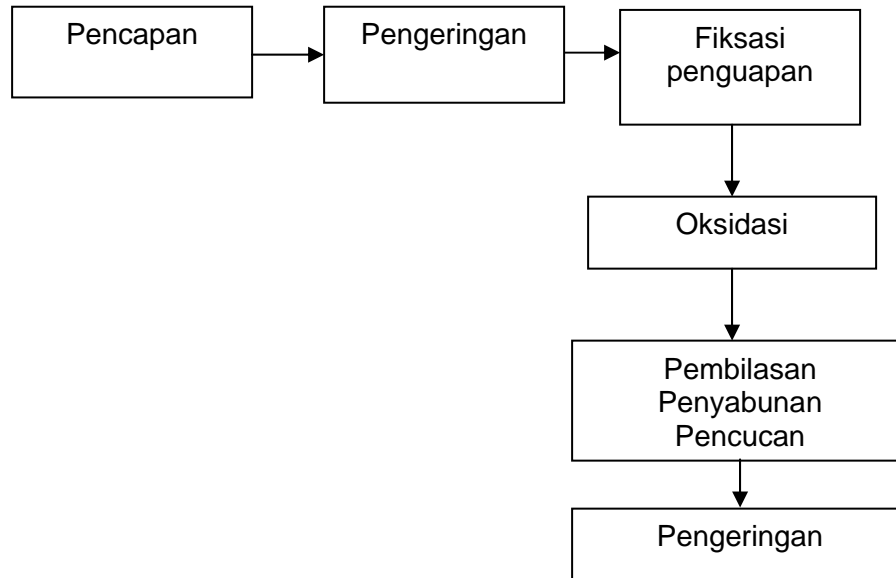 Pencapan
Pengeringan
Fiksasi
penguapan
Oksidasi
Pembilasan
Penyabunan
Pencucan
Pengeringan